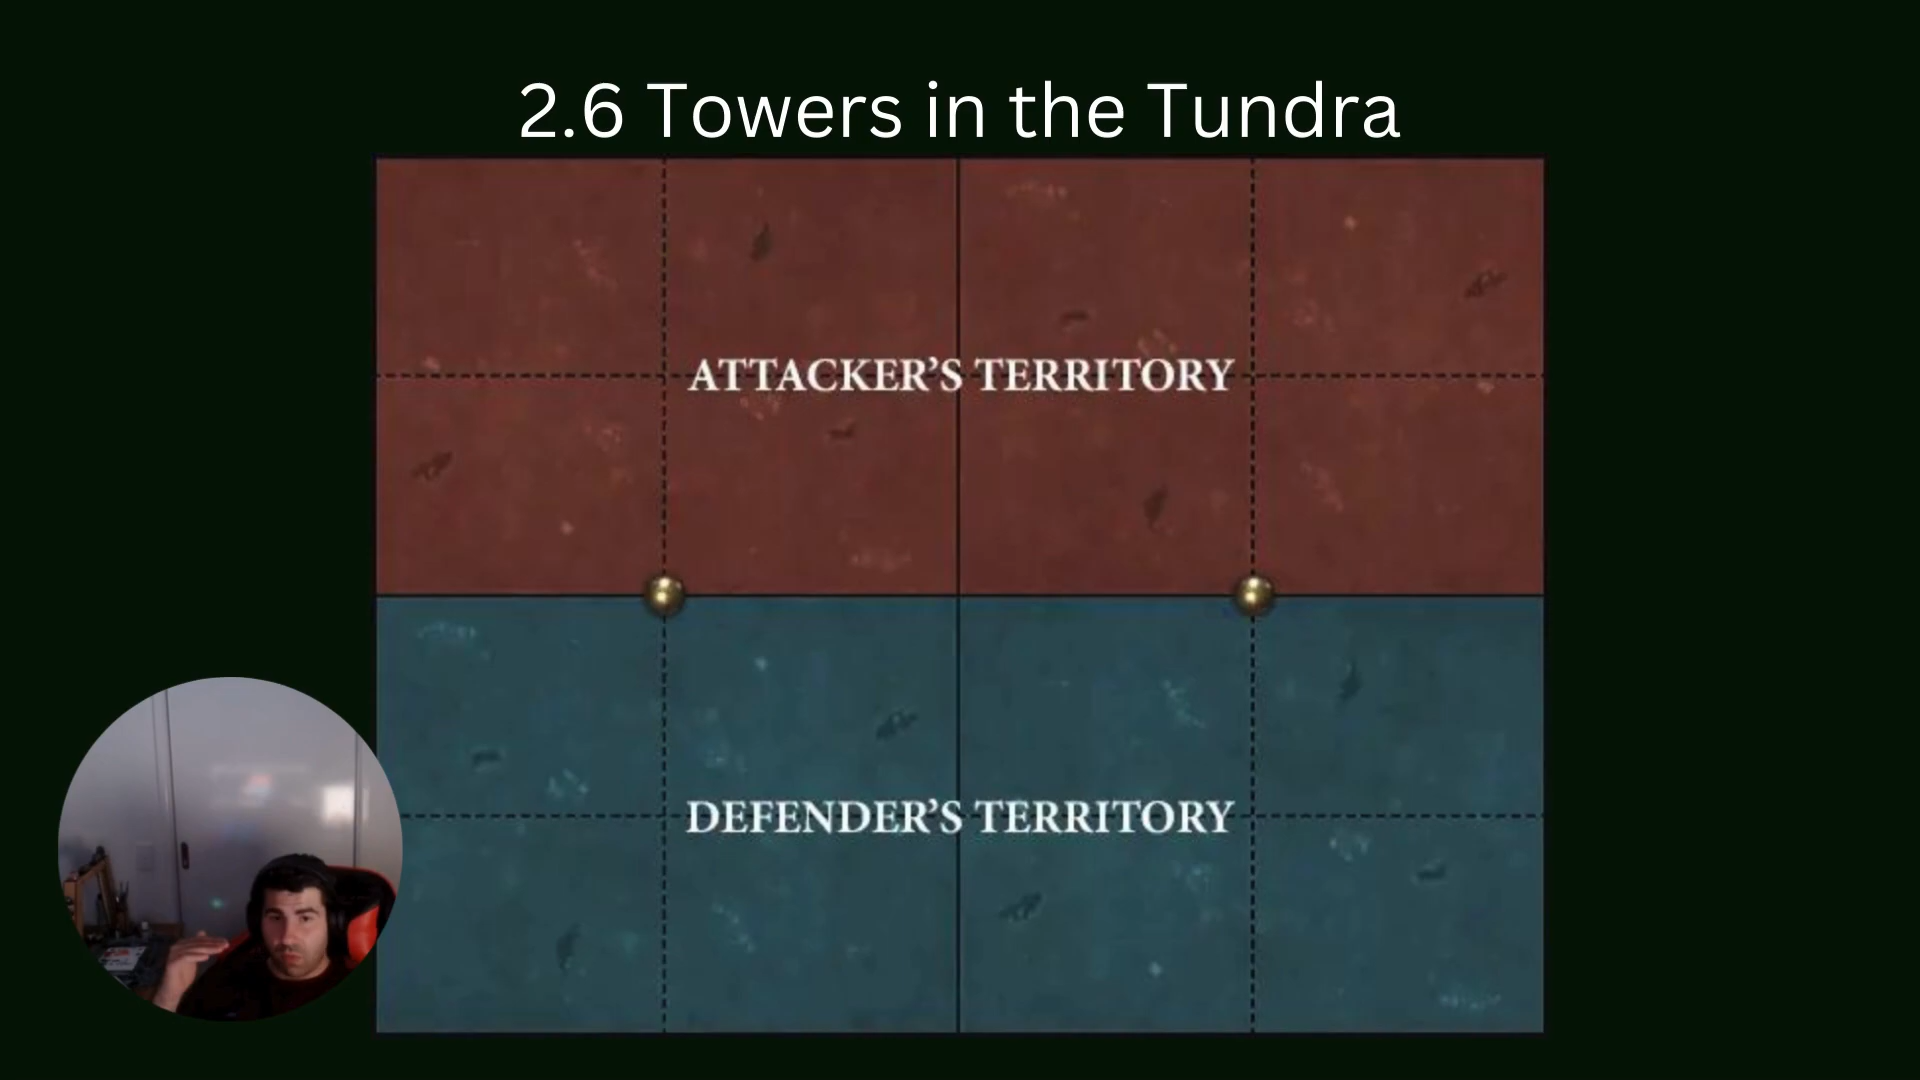 2.6 Towers in the Tundra
ATTACKER’S TERRITORY
DEFENDER’S TERRITORY